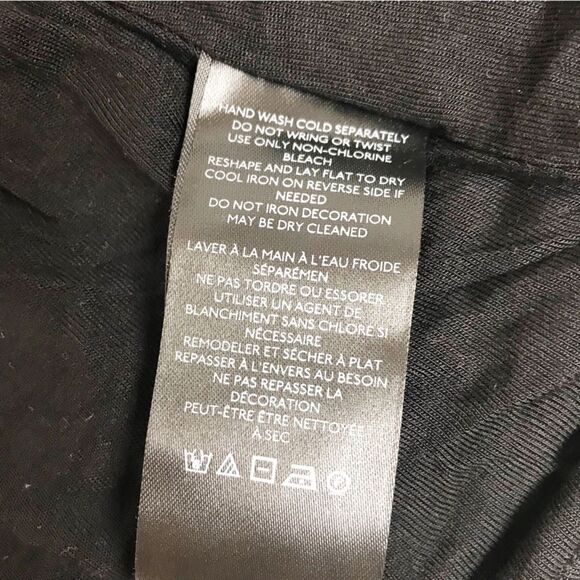 HAND WASH COLD SEPARATELY
DO NOT WRING OR TWIST
USE ONLY NON-CHLORINE
BLEACH
RESHAPE AND LAY FLAT TO DRY
COOL IRON ON REVERSE SIDE IF
NEEDED
DO NOT IRON DECORATION
MAY BE DRY CLEANED
LAVER À LA MAIN À L'EAU FROIDE
SÉPARÉMEN
NE PAS TORDRE OU ESSORER
UTILISER UN AGENT DE
BLANCHIMENT SANS CHLORE SI
NÉCESSAIRE
REMODELER ET SÉCHER À PLAT
REPASSER À L'ENVERS AU BESOIN
NE PAS REPASSER LA
DÉCORATION
PEUT-ÊTRE ÊTRE NETTOYÉE
À SEC